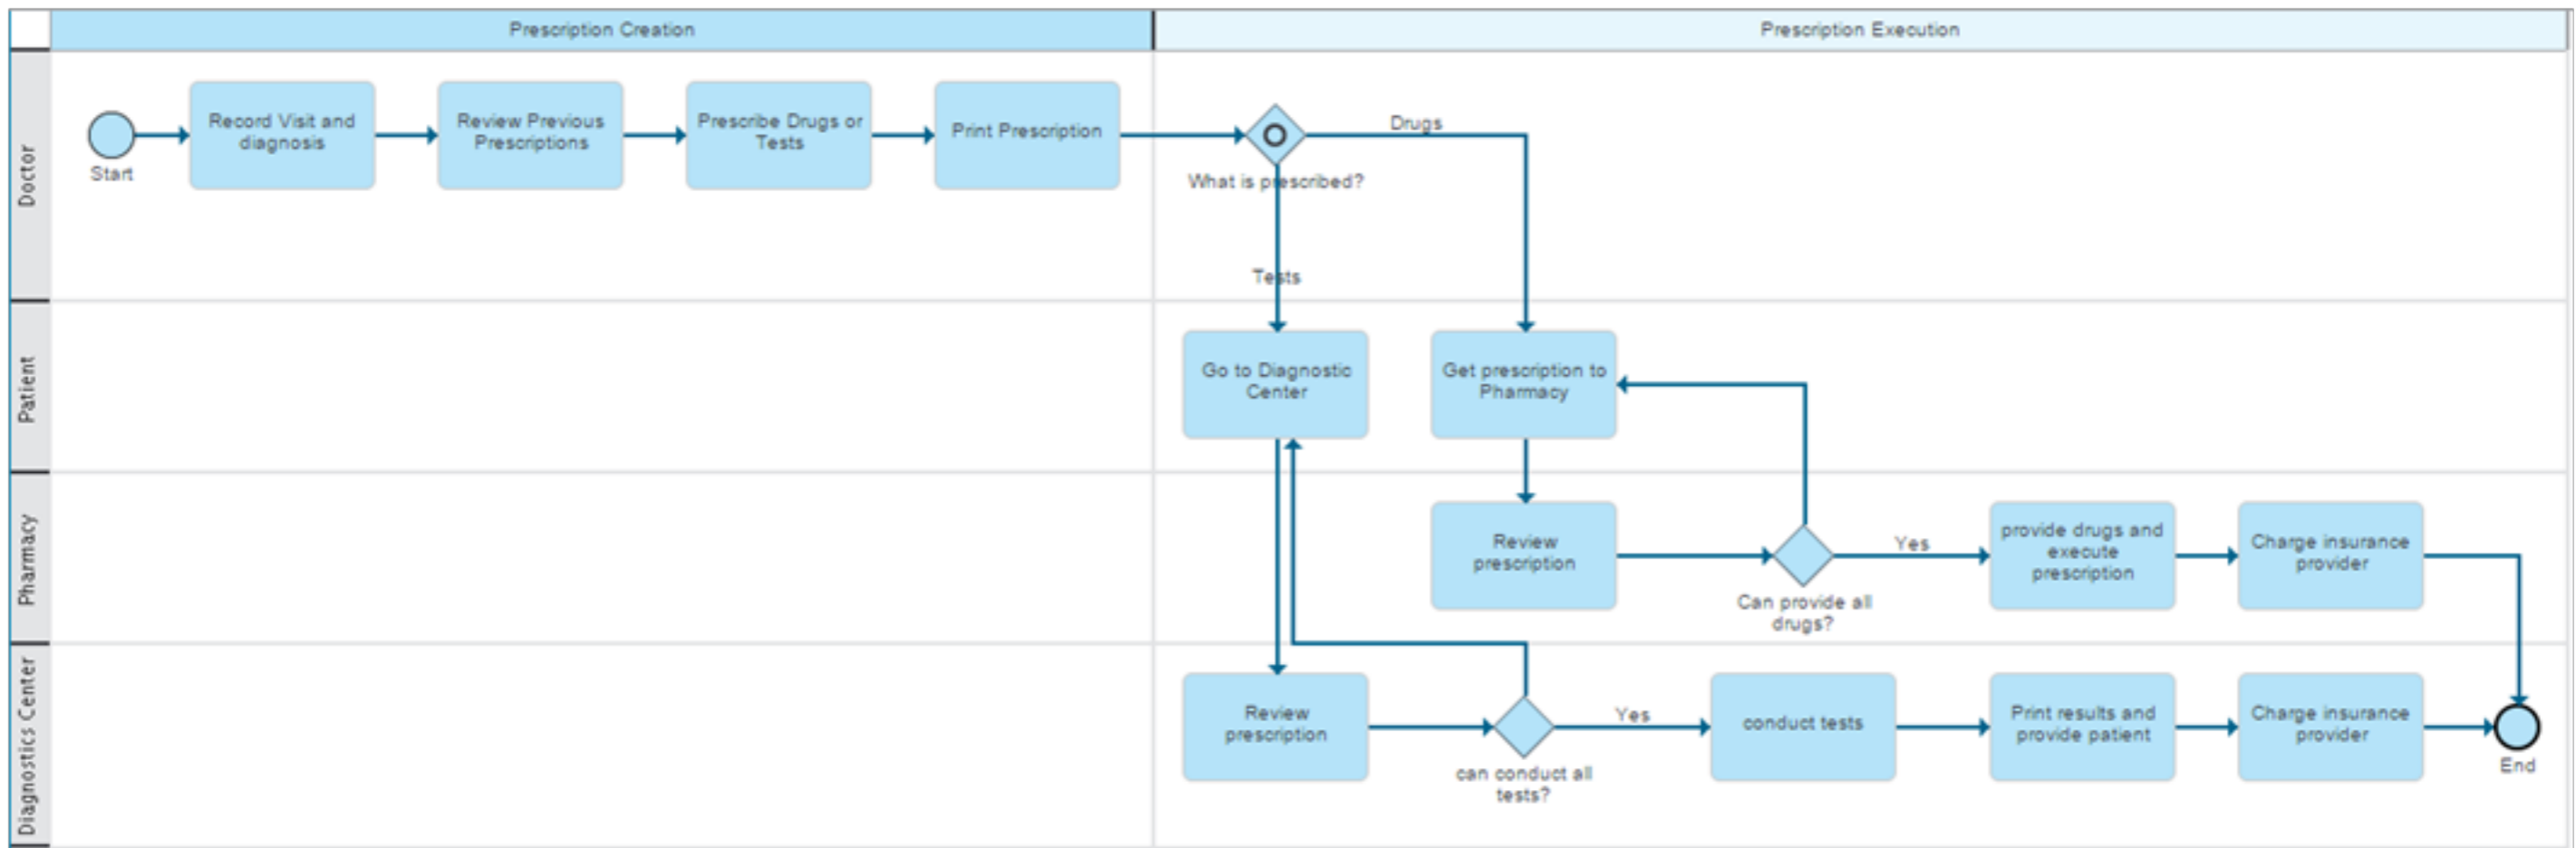 Prescription Creation
Prescription Execution
Doctor
Start
Record Visit and
diagnosis
Review Previous
Prescriptions
Prescribe Drugs or
Tests
Print Prescription
What is prescribed?
Drugs
Tests
Patient
Go to Diagnostic
Center
Get prescription to
Pharmacy
Pharmacy
Review
prescription
Can provide all
drugs?
Yes
provide drugs and
execute
prescription
Charge insurance
provider
Diagnostics Center
Review
prescription
can conduct all
tests?
Yes
conduct tests
Print results and
provide patient
Charge insurance
provider
End